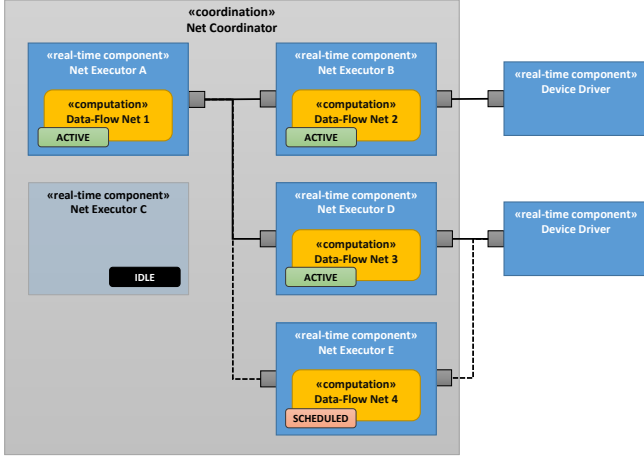 «coordination»
Net Coordinator
«real-time component»
Net Executor A
«computation»
Data-Flow Net 1
ACTIVE
«real-time component»
Net Executor B
«computation»
Data-Flow Net 2
ACTIVE
«real-time component»
Device Driver
«real-time component»
Net Executor C
IDLE
«real-time component»
Net Executor D
«computation»
Data-Flow Net 3
ACTIVE
«real-time component»
Device Driver
«real-time component»
Net Executor E
«computation»
Data-Flow Net 4
SCHEDULED